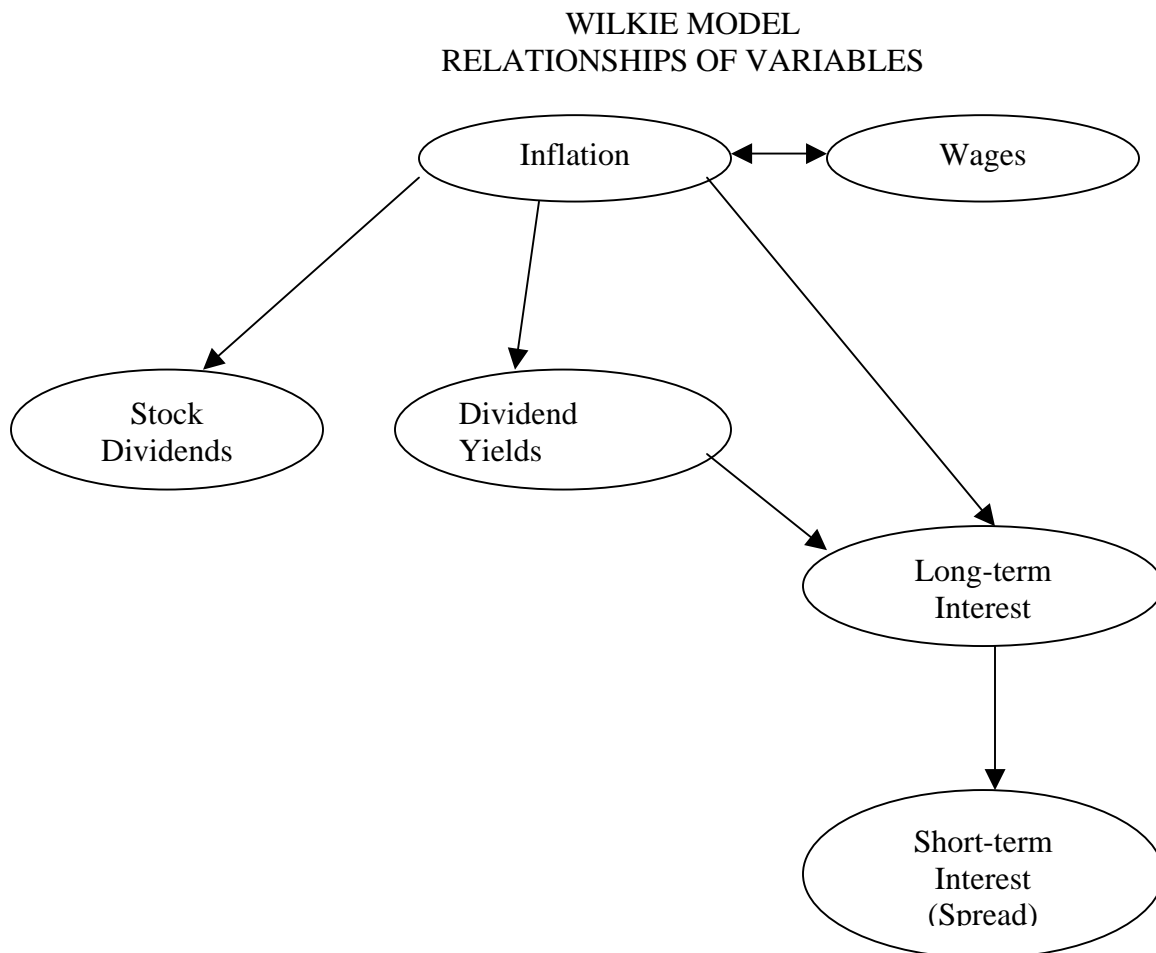 WILKIE MODEL
RELATIONSHIPS OF VARIABLES
Inflation
Wages
Stock
Dividends
Dividend
Yields
Long-term
Interest
Short-term
Interest
(Spread)